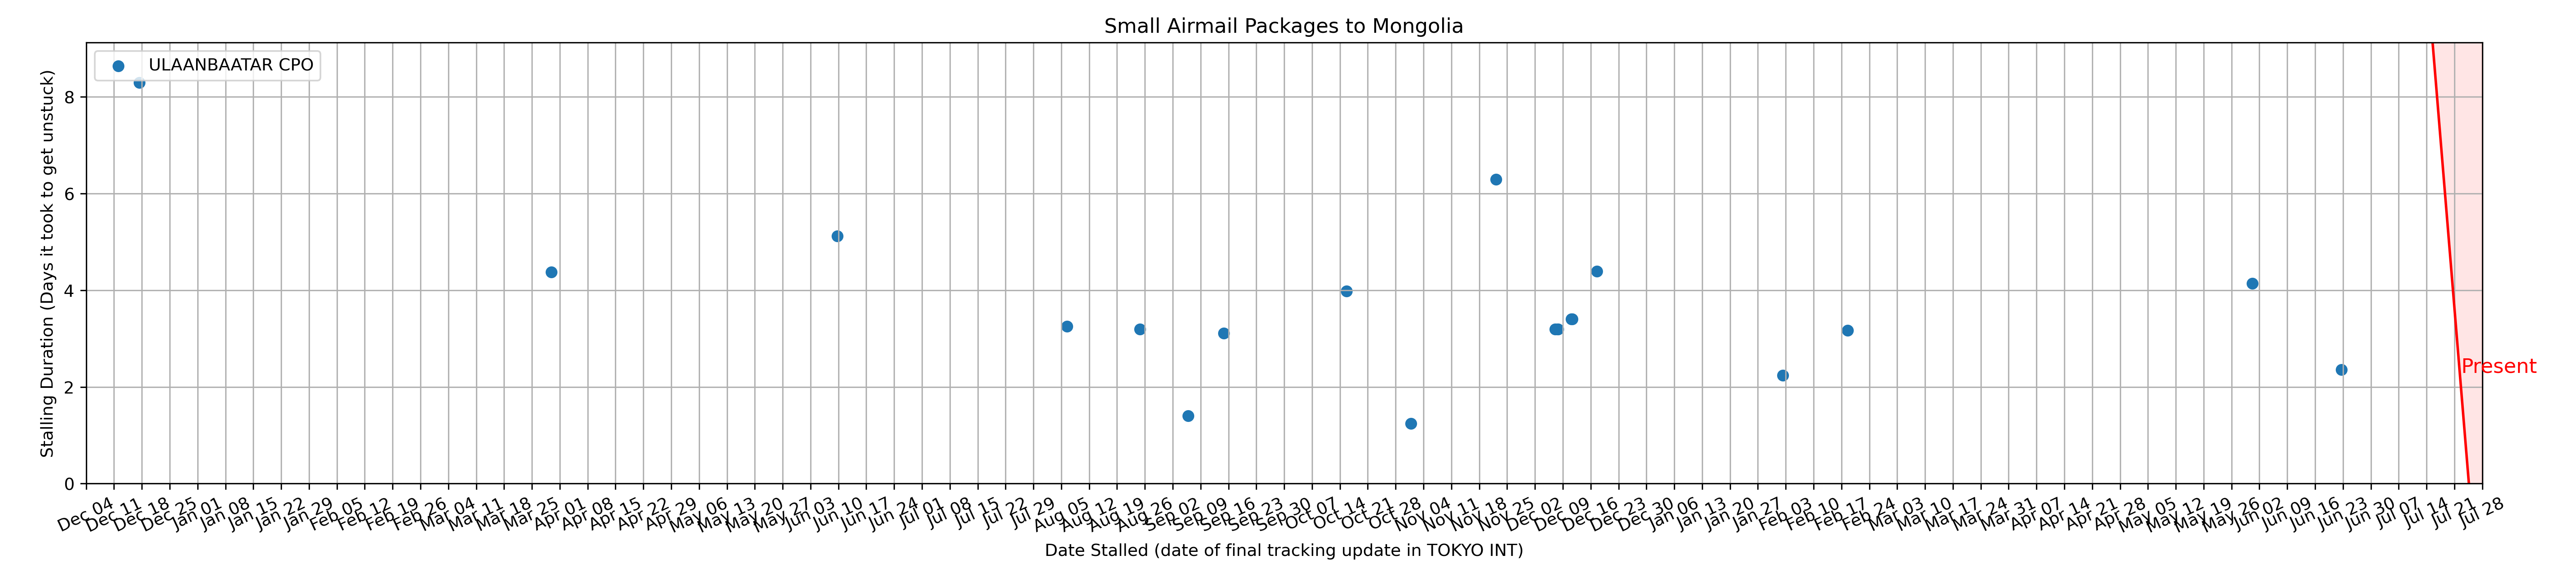 Small Airmail Packages to Mongolia
ULAANBAATAR CPO
Stalling Duration (Days it took to get unstuck)
8
6
4
2
0
Present
Dec 04
Dec 11
Dec 18
Dec 25
Jan 01
Jan 08
Jan 15
Jan 22
Jan 29
Feb 05
Feb 12
Feb 19
Feb 26
Mar 04
Mar 11
Mar 18
Mar 25
Apr 01
Apr 08
Apr 15
Apr 22
Apr 29
May 06
May 13
May 20
May 27
Jun 03
Jun 10
Jun 17
Jun 24
Jul 01
Jul 08
Jul 15
Jul 22
Jul 29
Aug 05
Aug 12
Aug 19
Aug 26
Sep 02
Sep 09
Sep 16
Sep 23
Sep 30
Oct 07
Oct 14
Oct 21
Oct 28
Nov 04
Nov 11
Nov 18
Nov 25
Dec 02
Dec 09
Dec 16
Dec 23
Dec 30
Jan 06
Jan 13
Jan 20
Jan 27
Feb 03
Feb 10
Feb 17
Feb 24
Mar 03
Mar 10
Mar 17
Mar 24
Mar 31
Apr 07
Apr 14
Apr 21
Apr 28
May 05
May 12
May 19
May 26
Jun 02
Jun 09
Jun 16
Jun 23
Jun 30
Jul 07
Jul 14
Jul 21
Jul 28
Date Stalled (date of final tracking update in TOKYO INT)